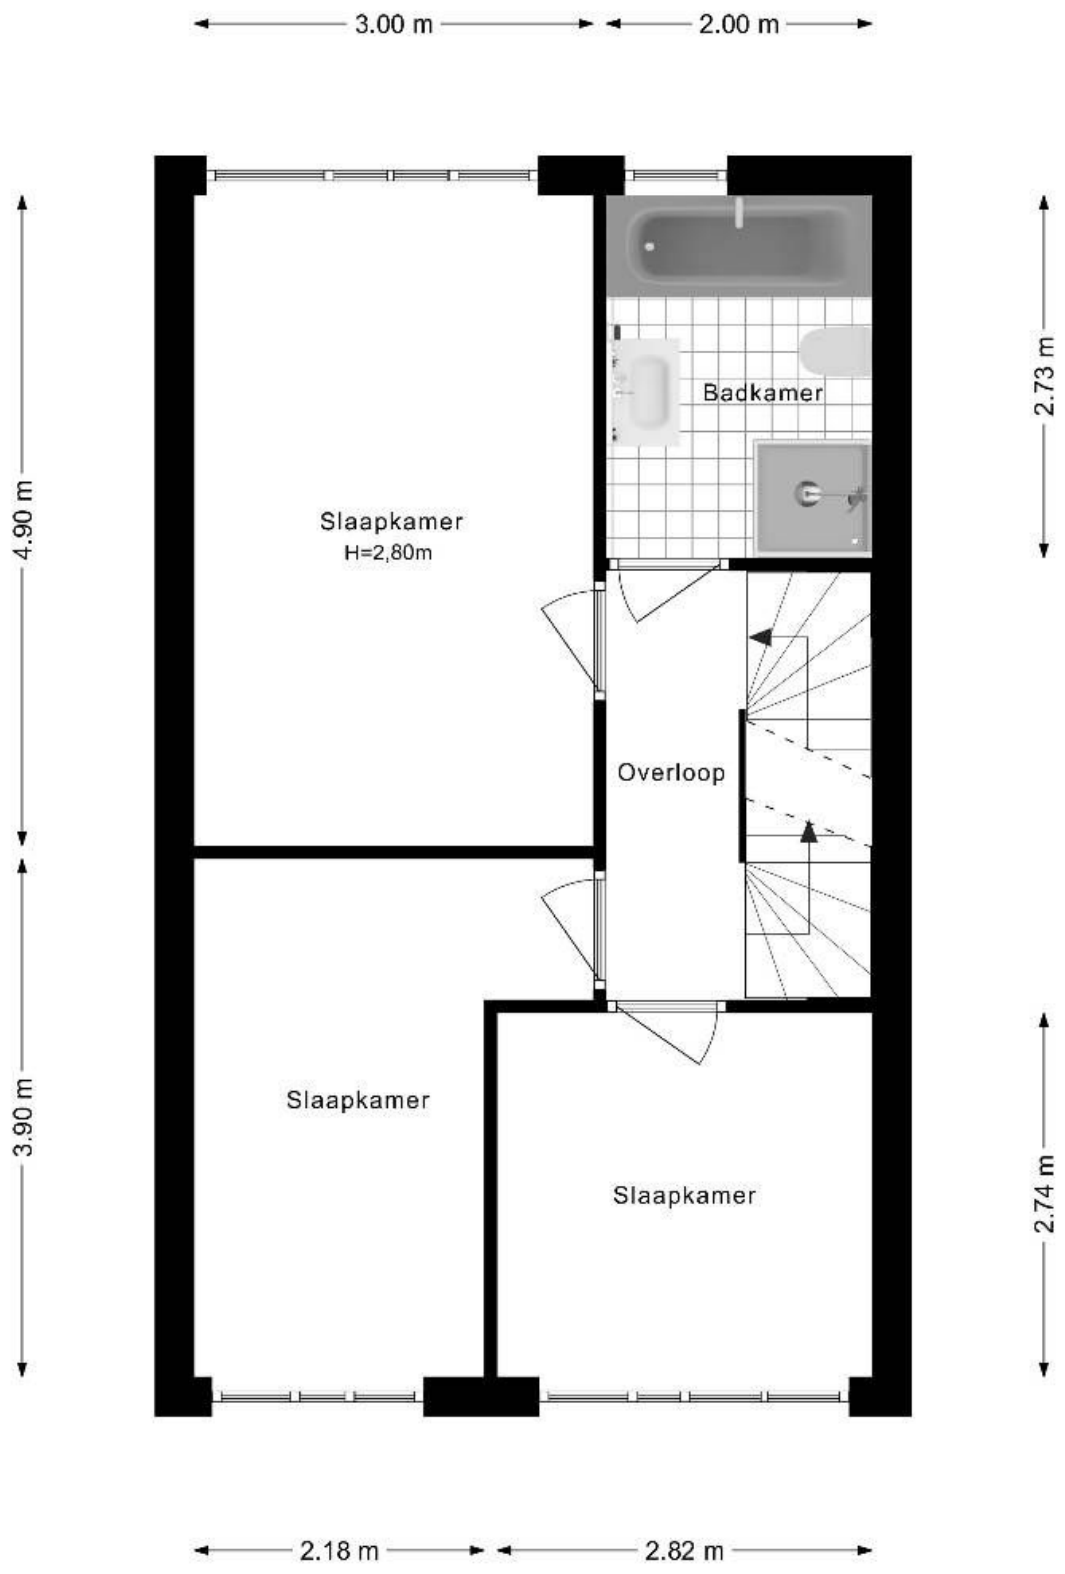 3.00 m
2.00 m
2.73 m
Badkamer
4.90 m
Slaapkamer
H=2,80m
Overloop
3.90 m
Slaapkamer
2.74 m
Slaapkamer
2.18 m
2.82 m